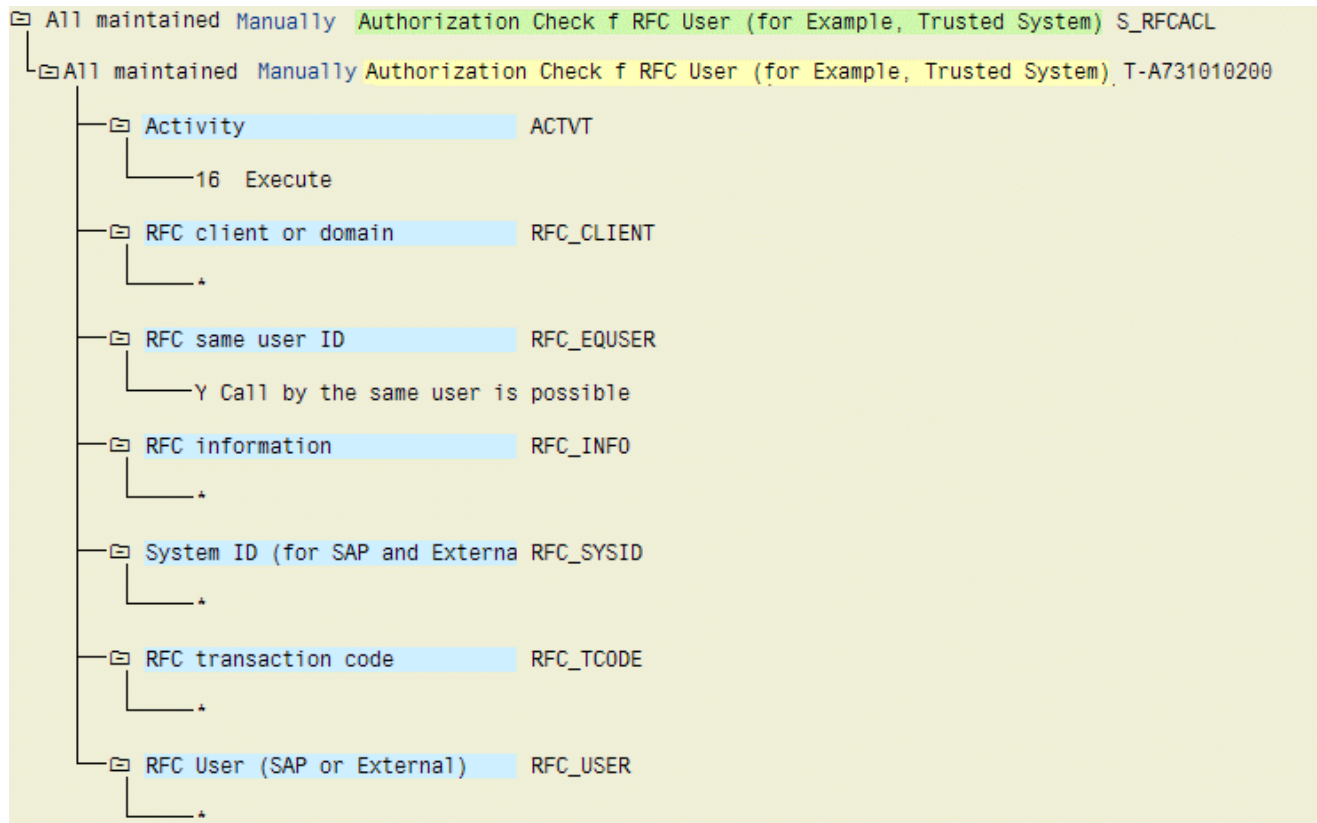 All maintained Manually Authorization Check f RFC User (for Example, Trusted System) S_RFCACL
All maintained Manually Authorization Check f RFC User (for Example, Trusted System) T-A731010200
Activity ACTVT
16 Execute
RFC client or domain RFC_CLIENT
*
RFC same user ID RFC_EQUSER
Y Call by the same user is possible
RFC information RFC_INFO
*
System ID (for SAP and Externa RFC_SYSID
*
RFC transaction code RFC_TCODE
*
RFC User (SAP or External) RFC_USER
*